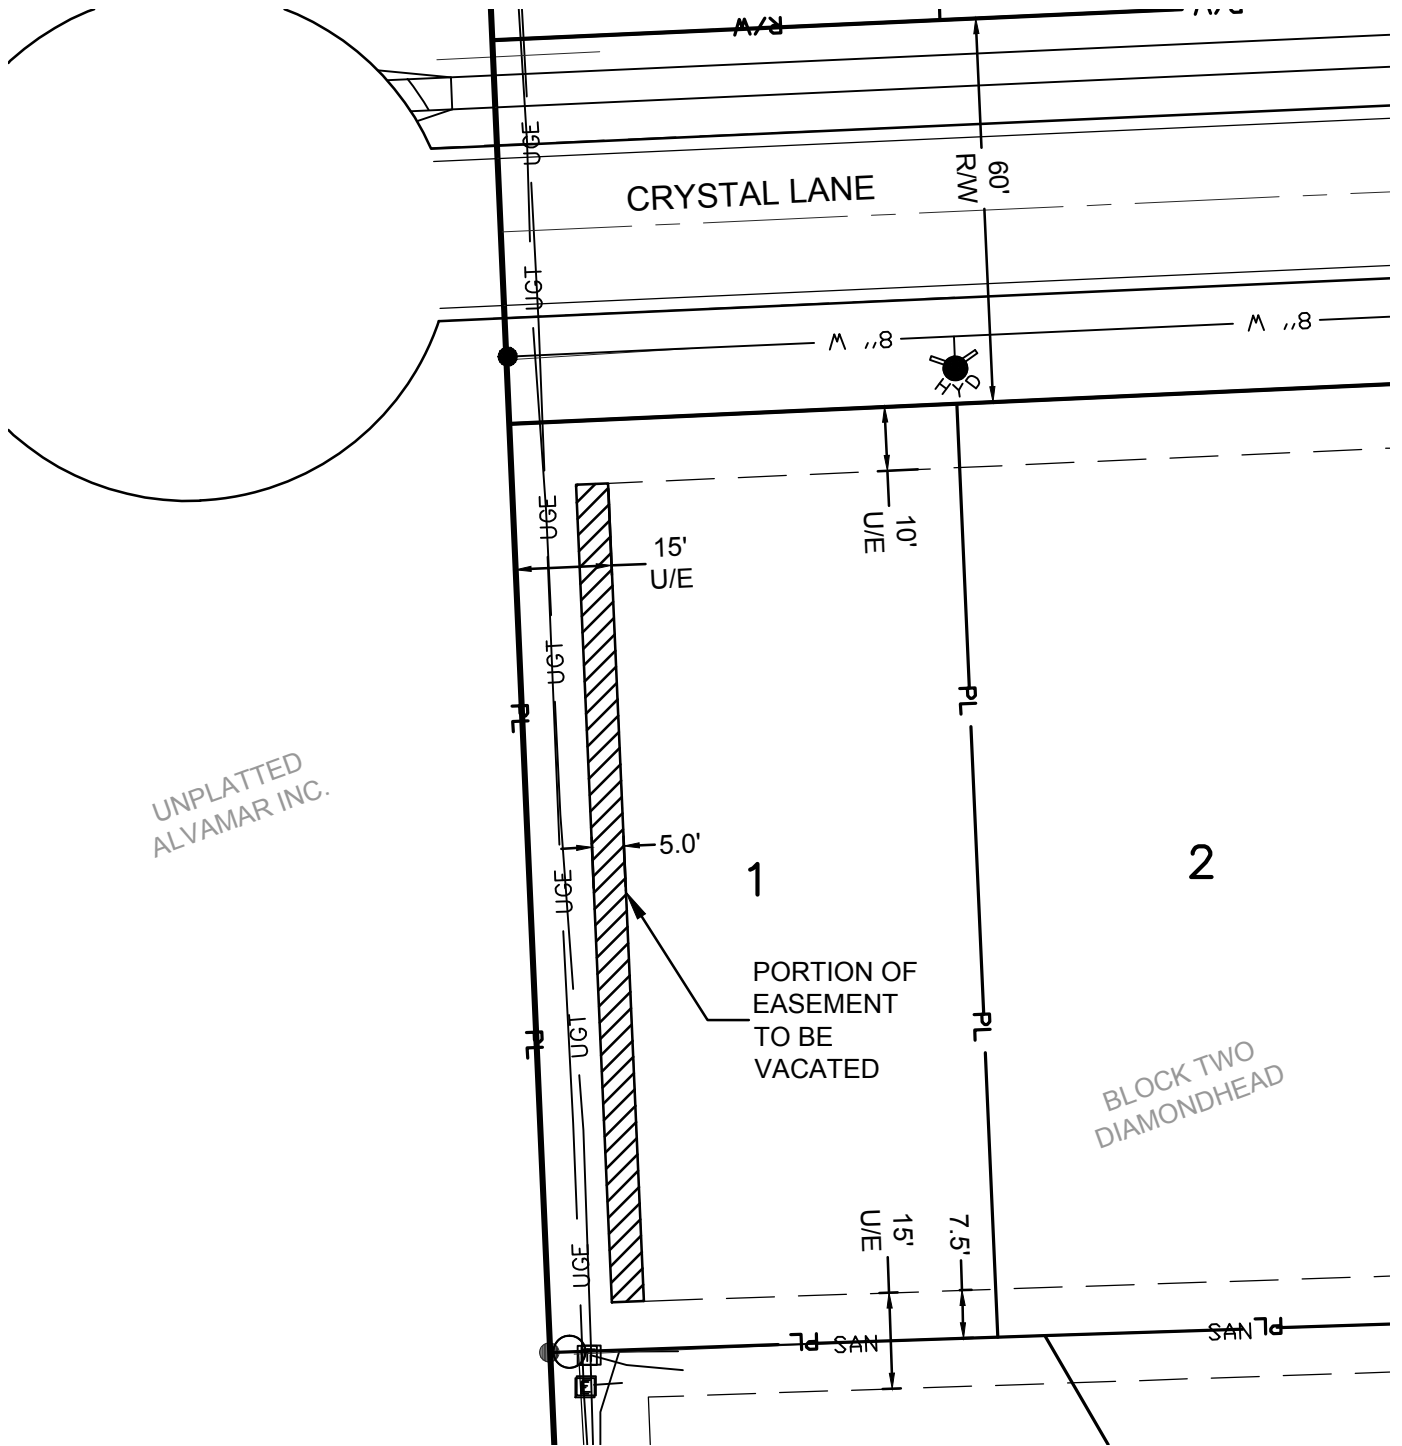 R/W
R/W
UGE
60'
R/W
CRYSTAL LANE
UGT
8" W
8" W
HYD
UGE
15'
U/E
10'
U/E
UGT
PL
PL
UNPLATTED
ALVAMAR INC.
5.0'
1
2
UGE
PORTION OF
EASEMENT
TO BE
VACATED
PL
UGT
PL
BLOCK TWO
DIAMONDHEAD
15'
U/E
7.5'
UGE
PL
SAN
SAN
PL
E